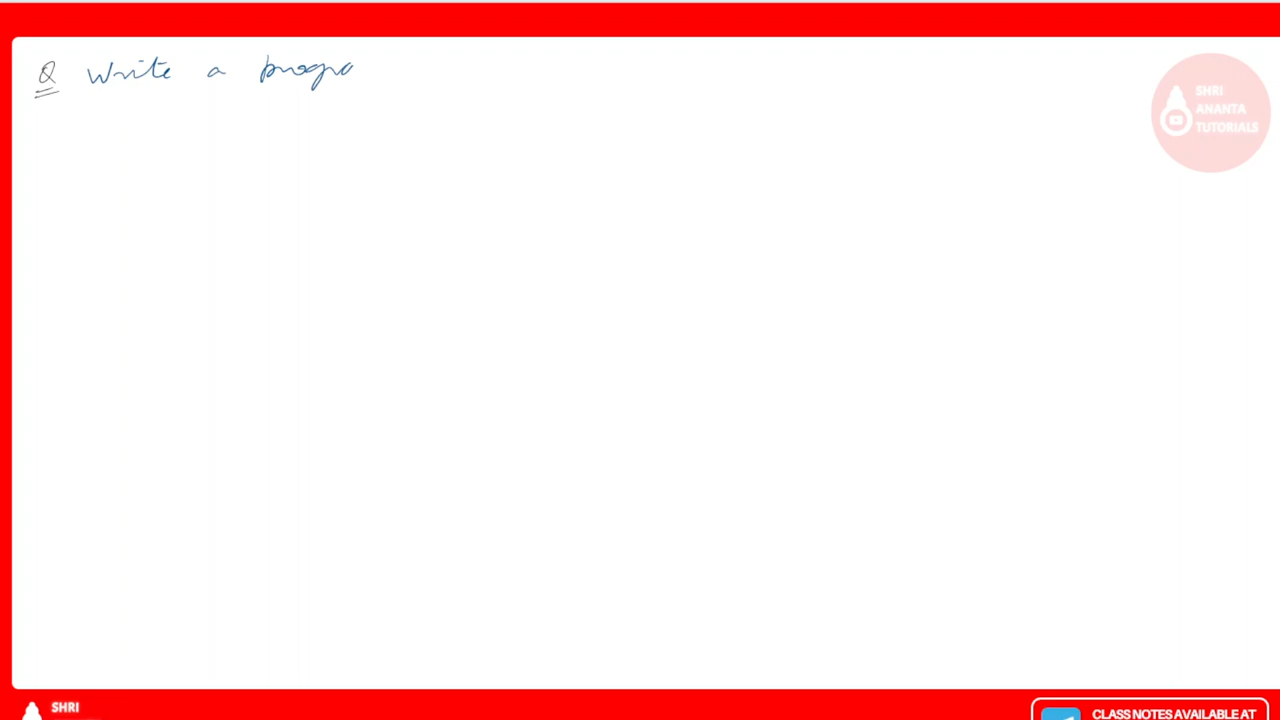 Q Write a progra
SHRI
ANANTA
TUTORIALS
SHRI
CLASS NOTES AVAILABLE AT